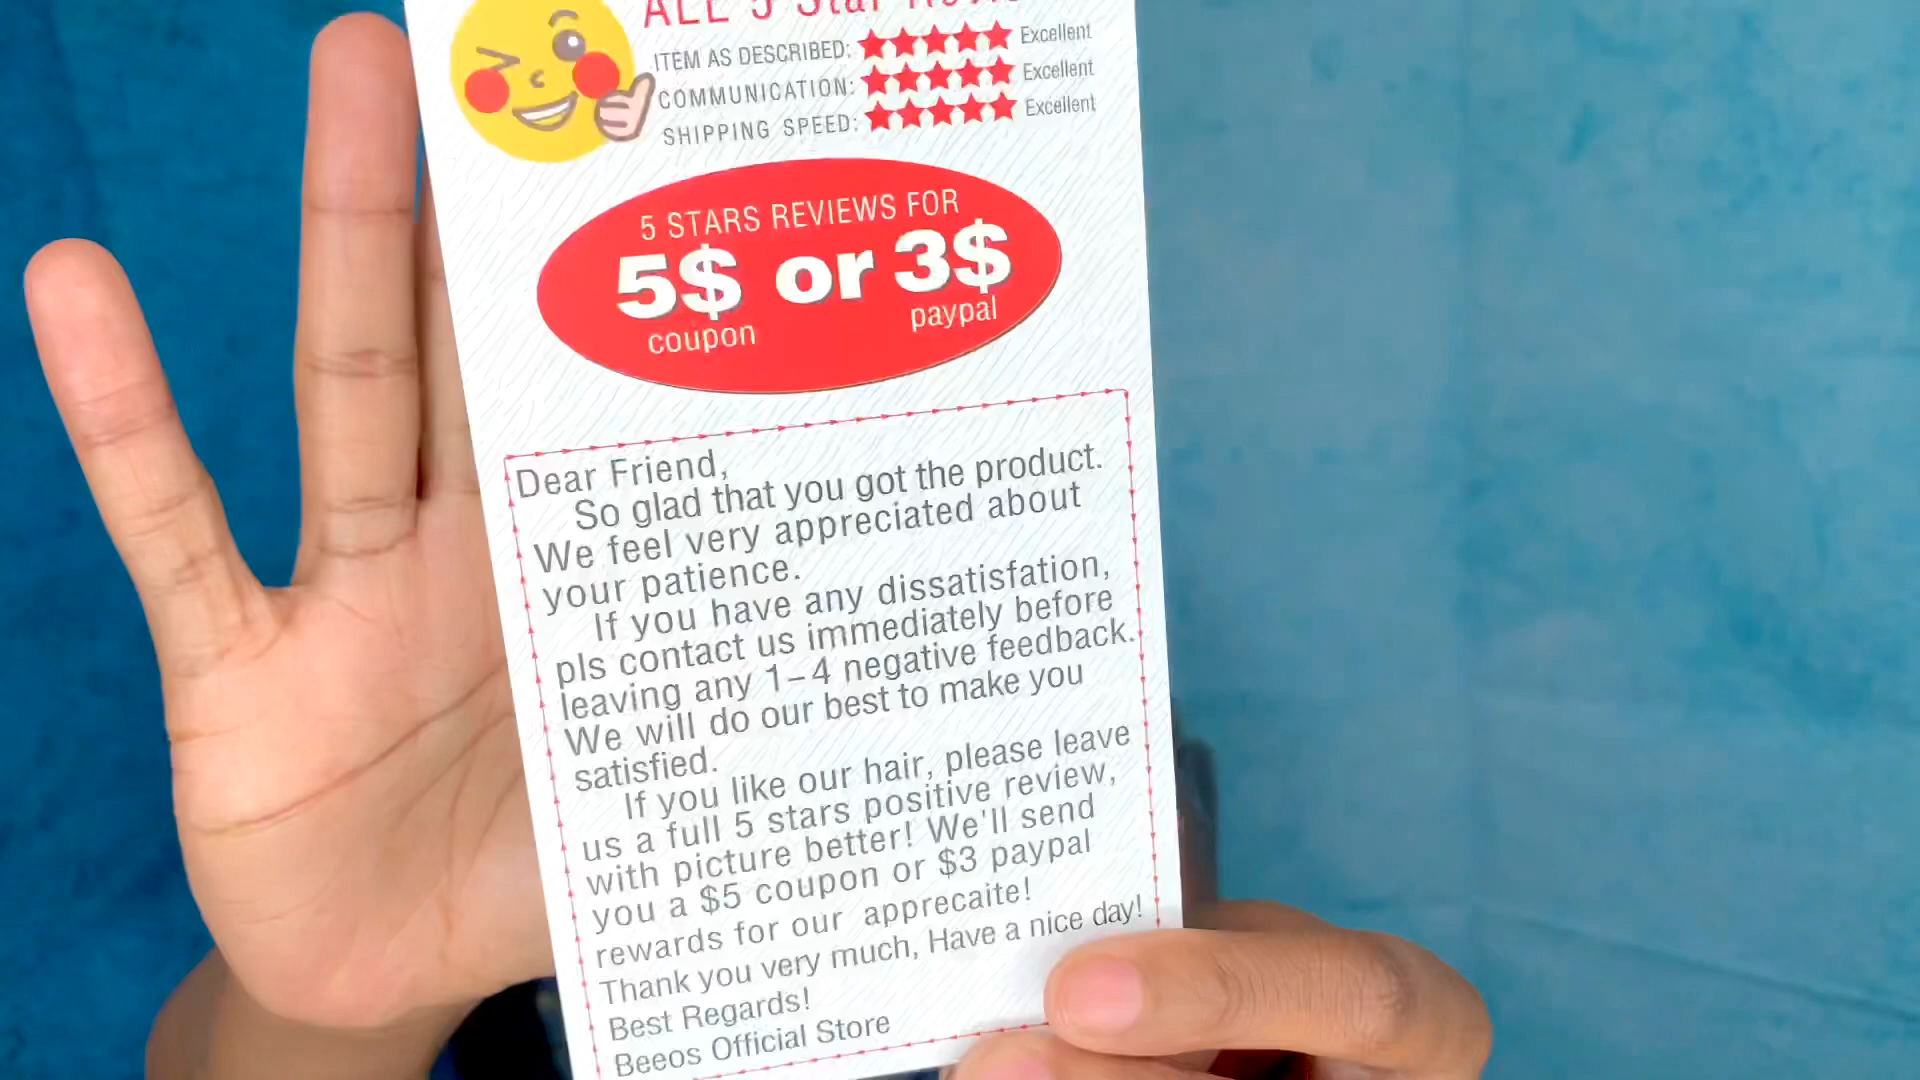 ALL 5 Star
ITEM AS DESCRIBED: Excellent
COMMUNICATION: Excellent
SHIPPING SPEED: Excellent
5 STARS REVIEWS FOR
5$ or 3$
coupon paypal
Dear Friend,
So glad that you got the product.
We feel very appreciated about
your patience.
If you have any dissatisfation,
pls contact us immediately before
leaving any 1-4 negative feedback.
We will do our best to make you
satisfied.
If you like our hair, please leave
us a full 5 stars positive review,
with picture better! We'll send
you a $5 coupon or $3 paypal
rewards for our apprecaite!
Thank you very much, Have a nice day!
Best Regards!
Beeos Official Store